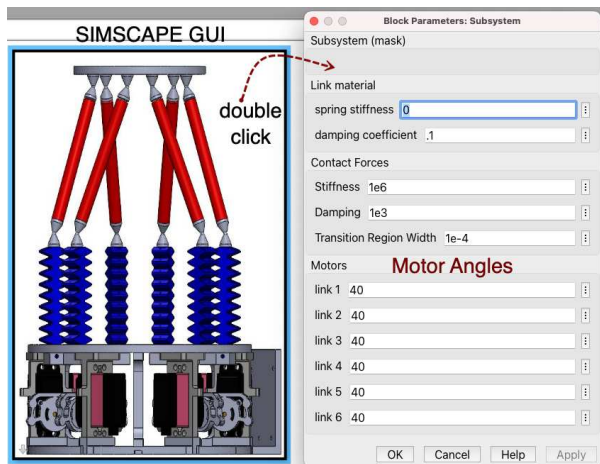 SIMSCAPE GUI
double
click
Block Parameters: Subsystem
Subsystem (mask)
Link material
spring stiffness 0
damping coefficient .1
Contact Forces
Stiffness 1e6
Damping 1e3
Transition Region Width 1e-4
Motors Motor Angles
link 1 40
link 2 40
link 3 40
link 4 40
link 5 40
link 6 40
OK Cancel Help Apply